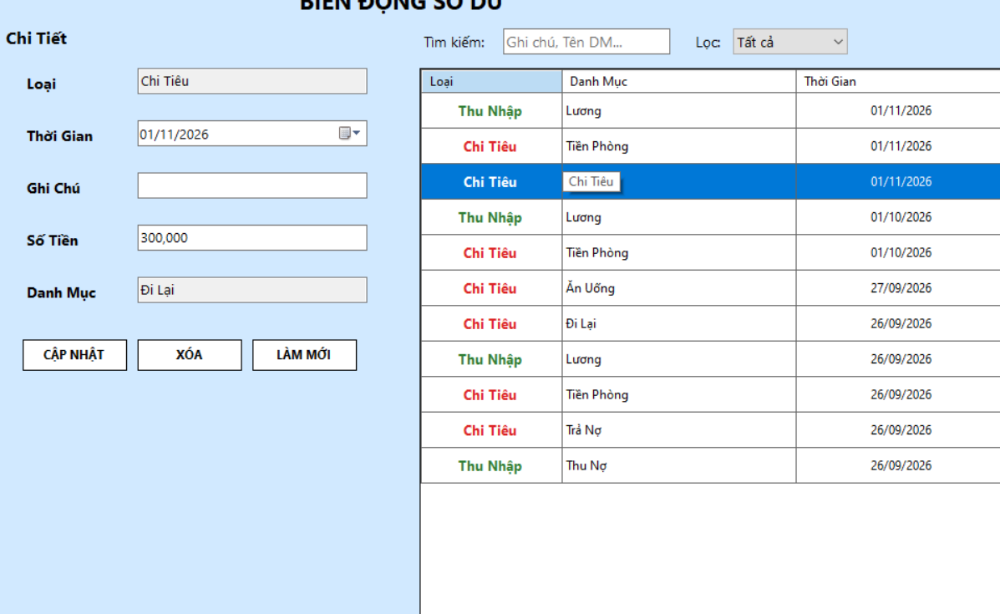 BIẾN ĐỘNG SỐ DƯ
Chi Tiết
Loại
Chi Tiêu
Thời Gian
01/11/2026
Ghi Chú
Số Tiền
300,000
Danh Mục
Đi Lại
CẬP NHẬT XÓA LÀM MỚI
Tìm kiếm: Ghi chú, Tên DM... Lọc: Tất cả
Loại Danh Mục Thời Gian
Thu Nhập Lương 01/11/2026
Chi Tiêu Tiền Phòng 01/11/2026
Chi Tiêu Chi Tiêu 01/11/2026
Thu Nhập Lương 01/10/2026
Chi Tiêu Tiền Phòng 01/10/2026
Chi Tiêu Ăn Uống 27/09/2026
Chi Tiêu Đi Lại 26/09/2026
Thu Nhập Lương 26/09/2026
Chi Tiêu Tiền Phòng 26/09/2026
Chi Tiêu Trả Nợ 26/09/2026
Thu Nhập Thu Nợ 26/09/2026